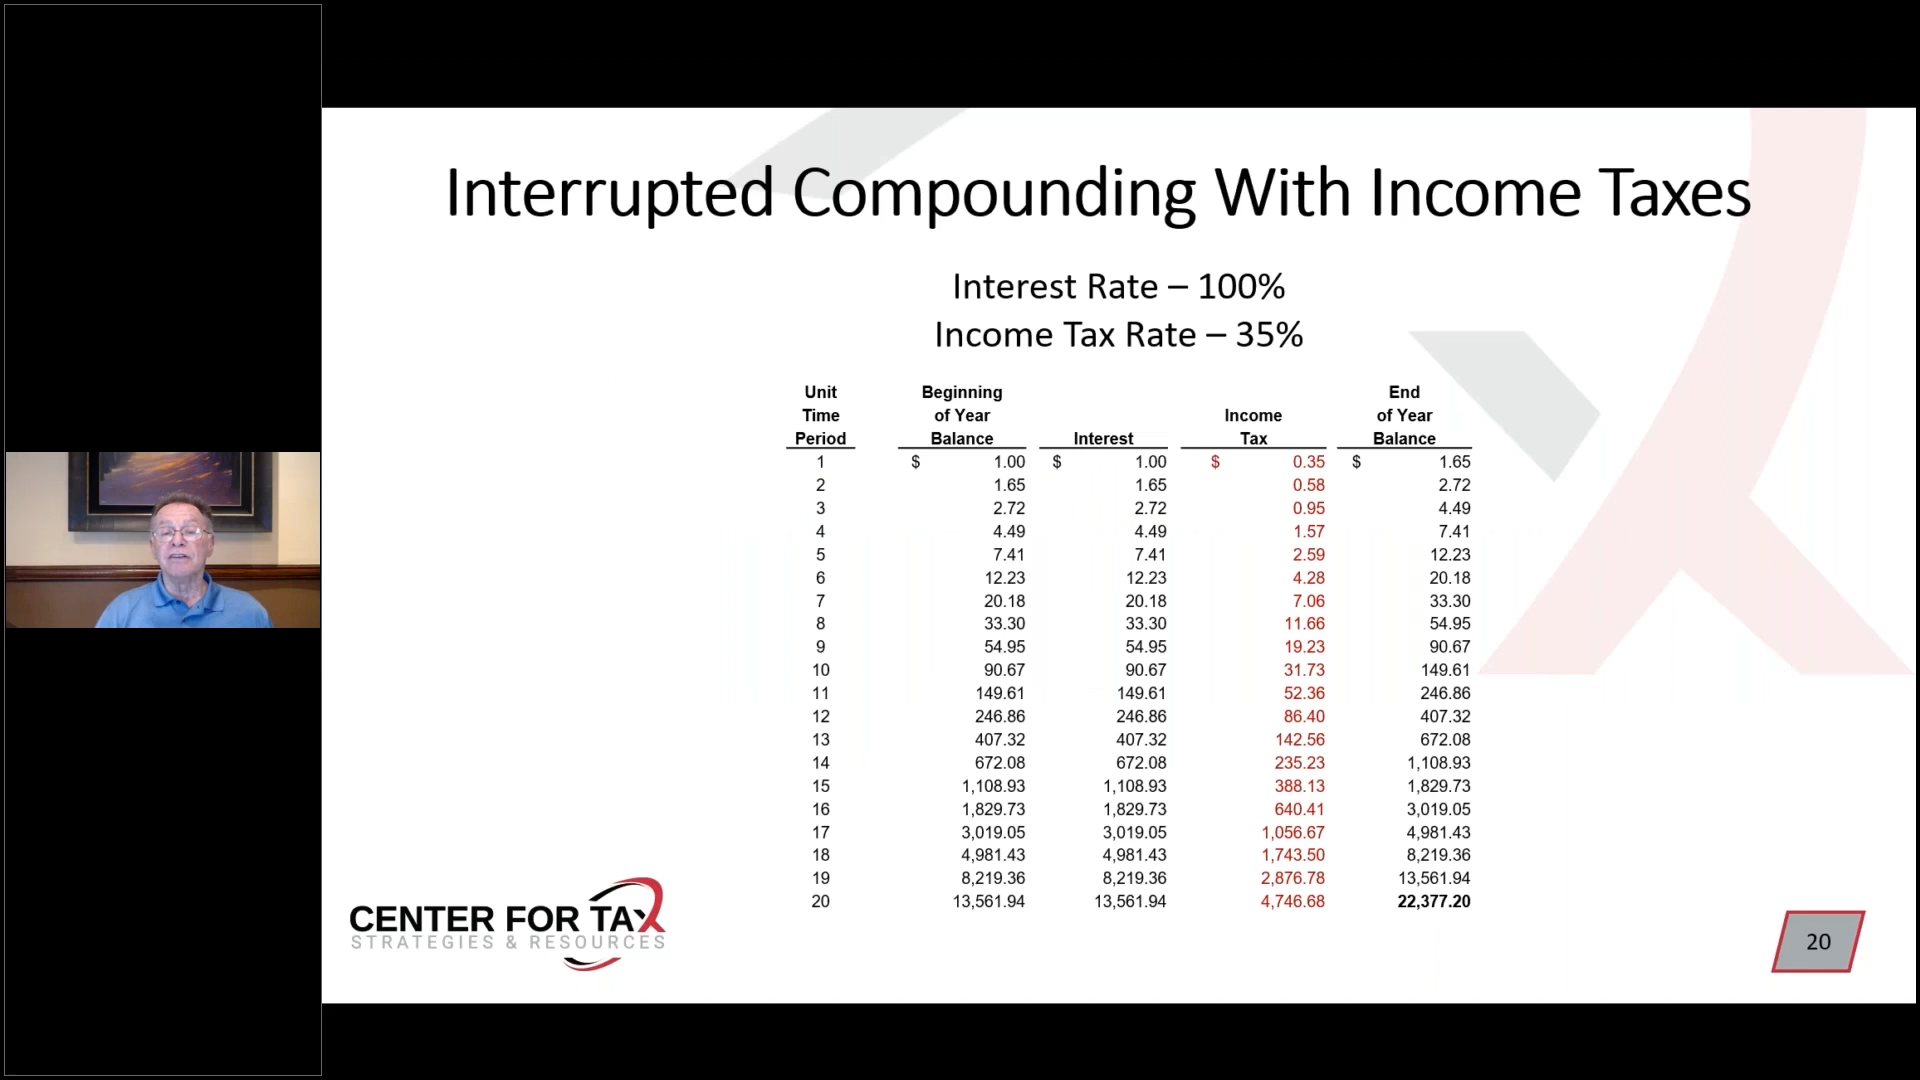 Interrupted Compounding With Income Taxes
Interest Rate – 100%
Income Tax Rate – 35%
Unit Beginning End
Time of Year Income of Year
Period Balance Interest Tax Balance
1 $ 1.00 $ 1.00 $ 0.35 $ 1.65
2 1.65 1.65 0.58 2.72
3 2.72 2.72 0.95 4.49
4 4.49 4.49 1.57 7.41
5 7.41 7.41 2.59 12.23
6 12.23 12.23 4.28 20.18
7 20.18 20.18 7.06 33.30
8 33.30 33.30 11.66 54.95
9 54.95 54.95 19.23 90.67
10 90.67 90.67 31.73 149.61
11 149.61 149.61 52.36 246.86
12 246.86 246.86 86.40 407.32
13 407.32 407.32 142.56 672.08
14 672.08 672.08 235.23 1,108.93
15 1,108.93 1,108.93 388.13 1,829.73
16 1,829.73 1,829.73 640.41 3,019.05
17 3,019.05 3,019.05 1,056.67 4,981.43
18 4,981.43 4,981.43 1,743.50 8,219.36
19 8,219.36 8,219.36 2,876.78 13,561.94
20 13,561.94 13,561.94 4,746.68 22,377.20
CENTER FOR TAX
STRATEGIES & RESOURCES
20